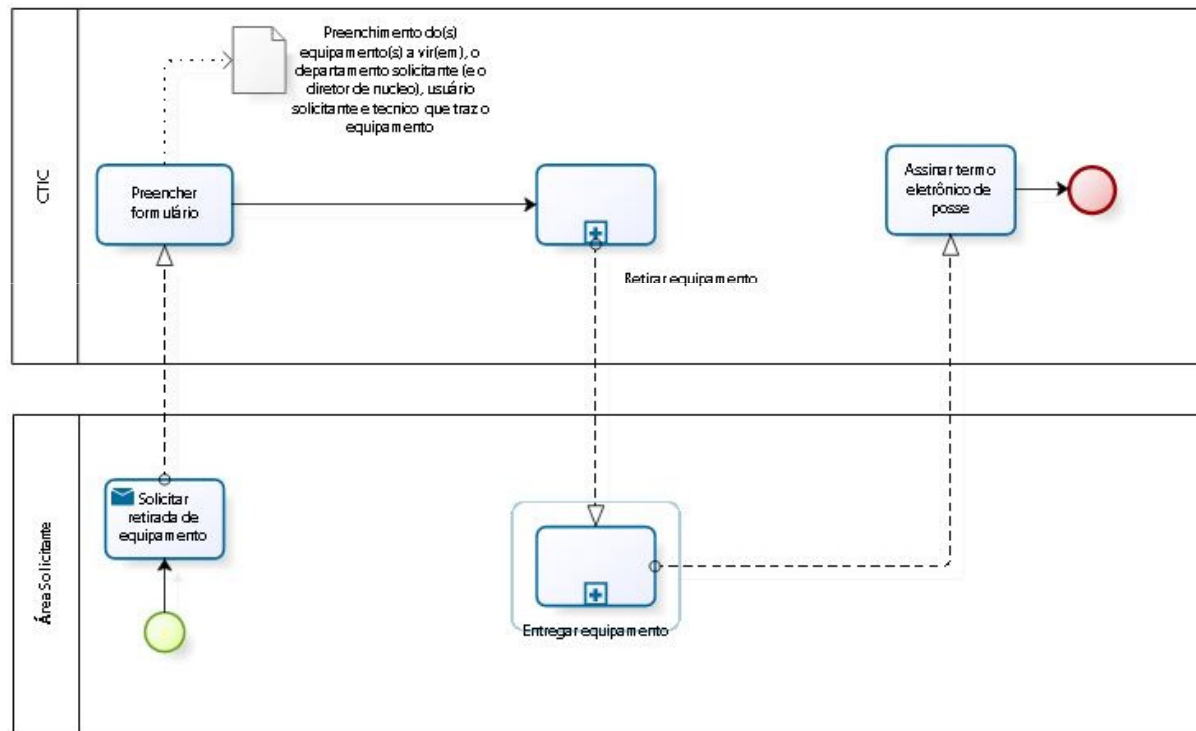 CTIC
Preenchimento do(s)
equipamento(s) a vir(em), o
departamento solicitante (e o
diretor de nucleo), usuário
solicitante e tecnico que traz o
equipamento
Preencher
formulário
Retirar equipamento
Assinar termo
eletrônico de
posse
Área Solicitante
Solicitar
retirada de
equipamento
Entregar equipamento